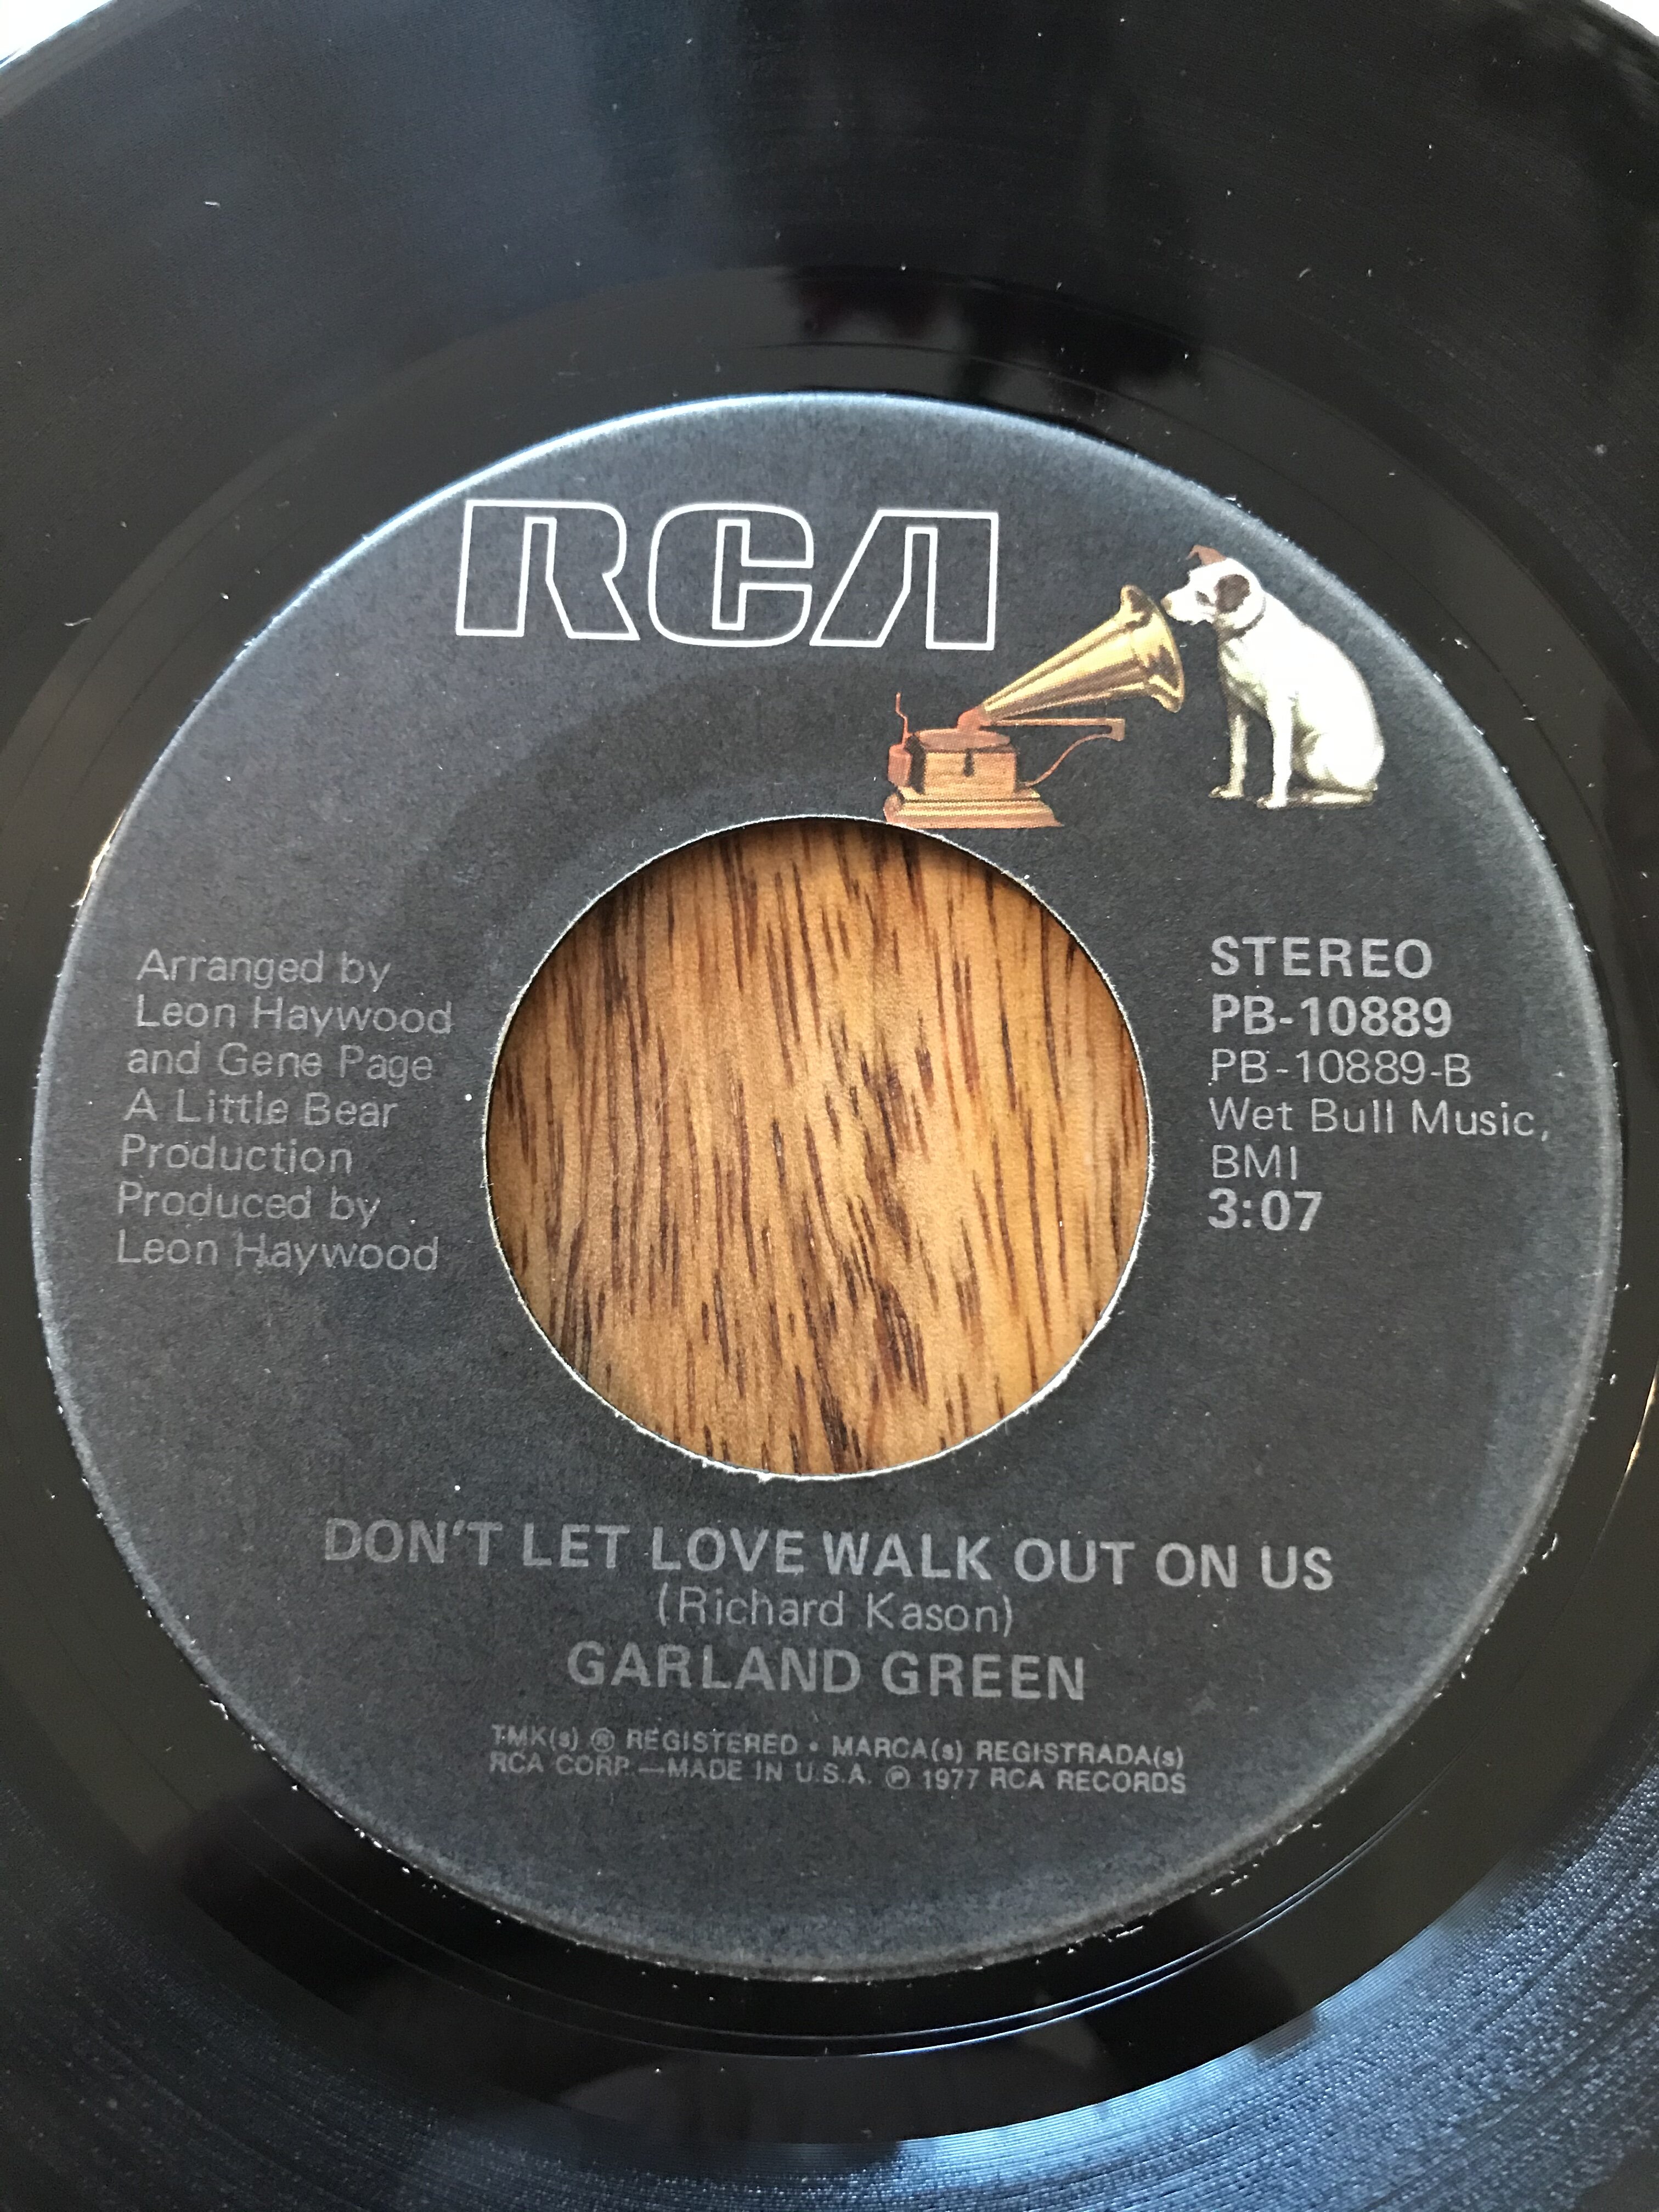 RCA
Arranged by
Leon Haywood
and Gene Page
A Little Bear
Production
Produced by
Leon Haywood
STEREO
PB-10889
PB-10889-B
Wet Bull Music,
BMI
3:07
DON'T LET LOVE WALK OUT ON US
(Richard Kason)
GARLAND GREEN
TMK(s) ® REGISTERED • MARCA(s) REGISTRADA(s)
RCA CORP.—MADE IN U.S.A. ℗ 1977 RCA RECORDS